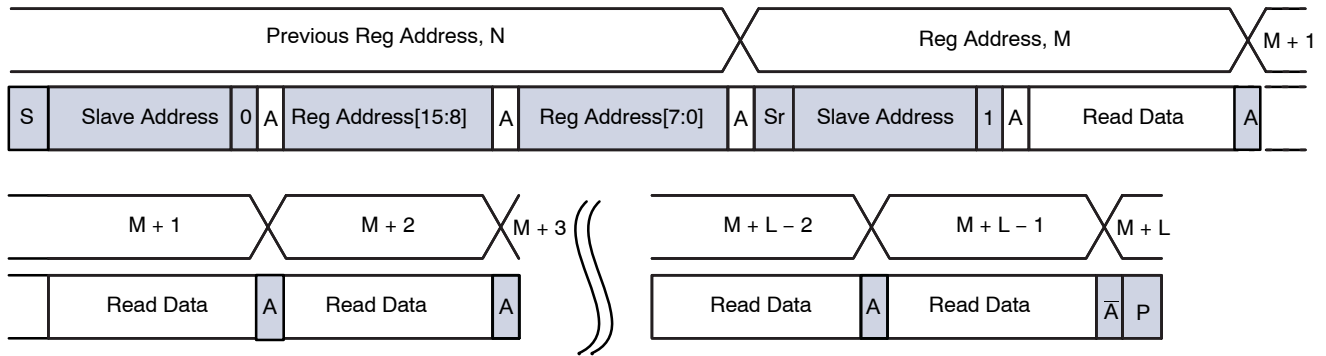 Previous Reg Address, N Reg Address, M M + 1
S Slave Address 0 A Reg Address[15:8] A Reg Address[7:0] A Sr Slave Address 1 A Read Data A
M + 1 M + 2 M + 3 M + L – 2 M + L – 1 M + L
Read Data A Read Data A Read Data A Read Data A̅ P